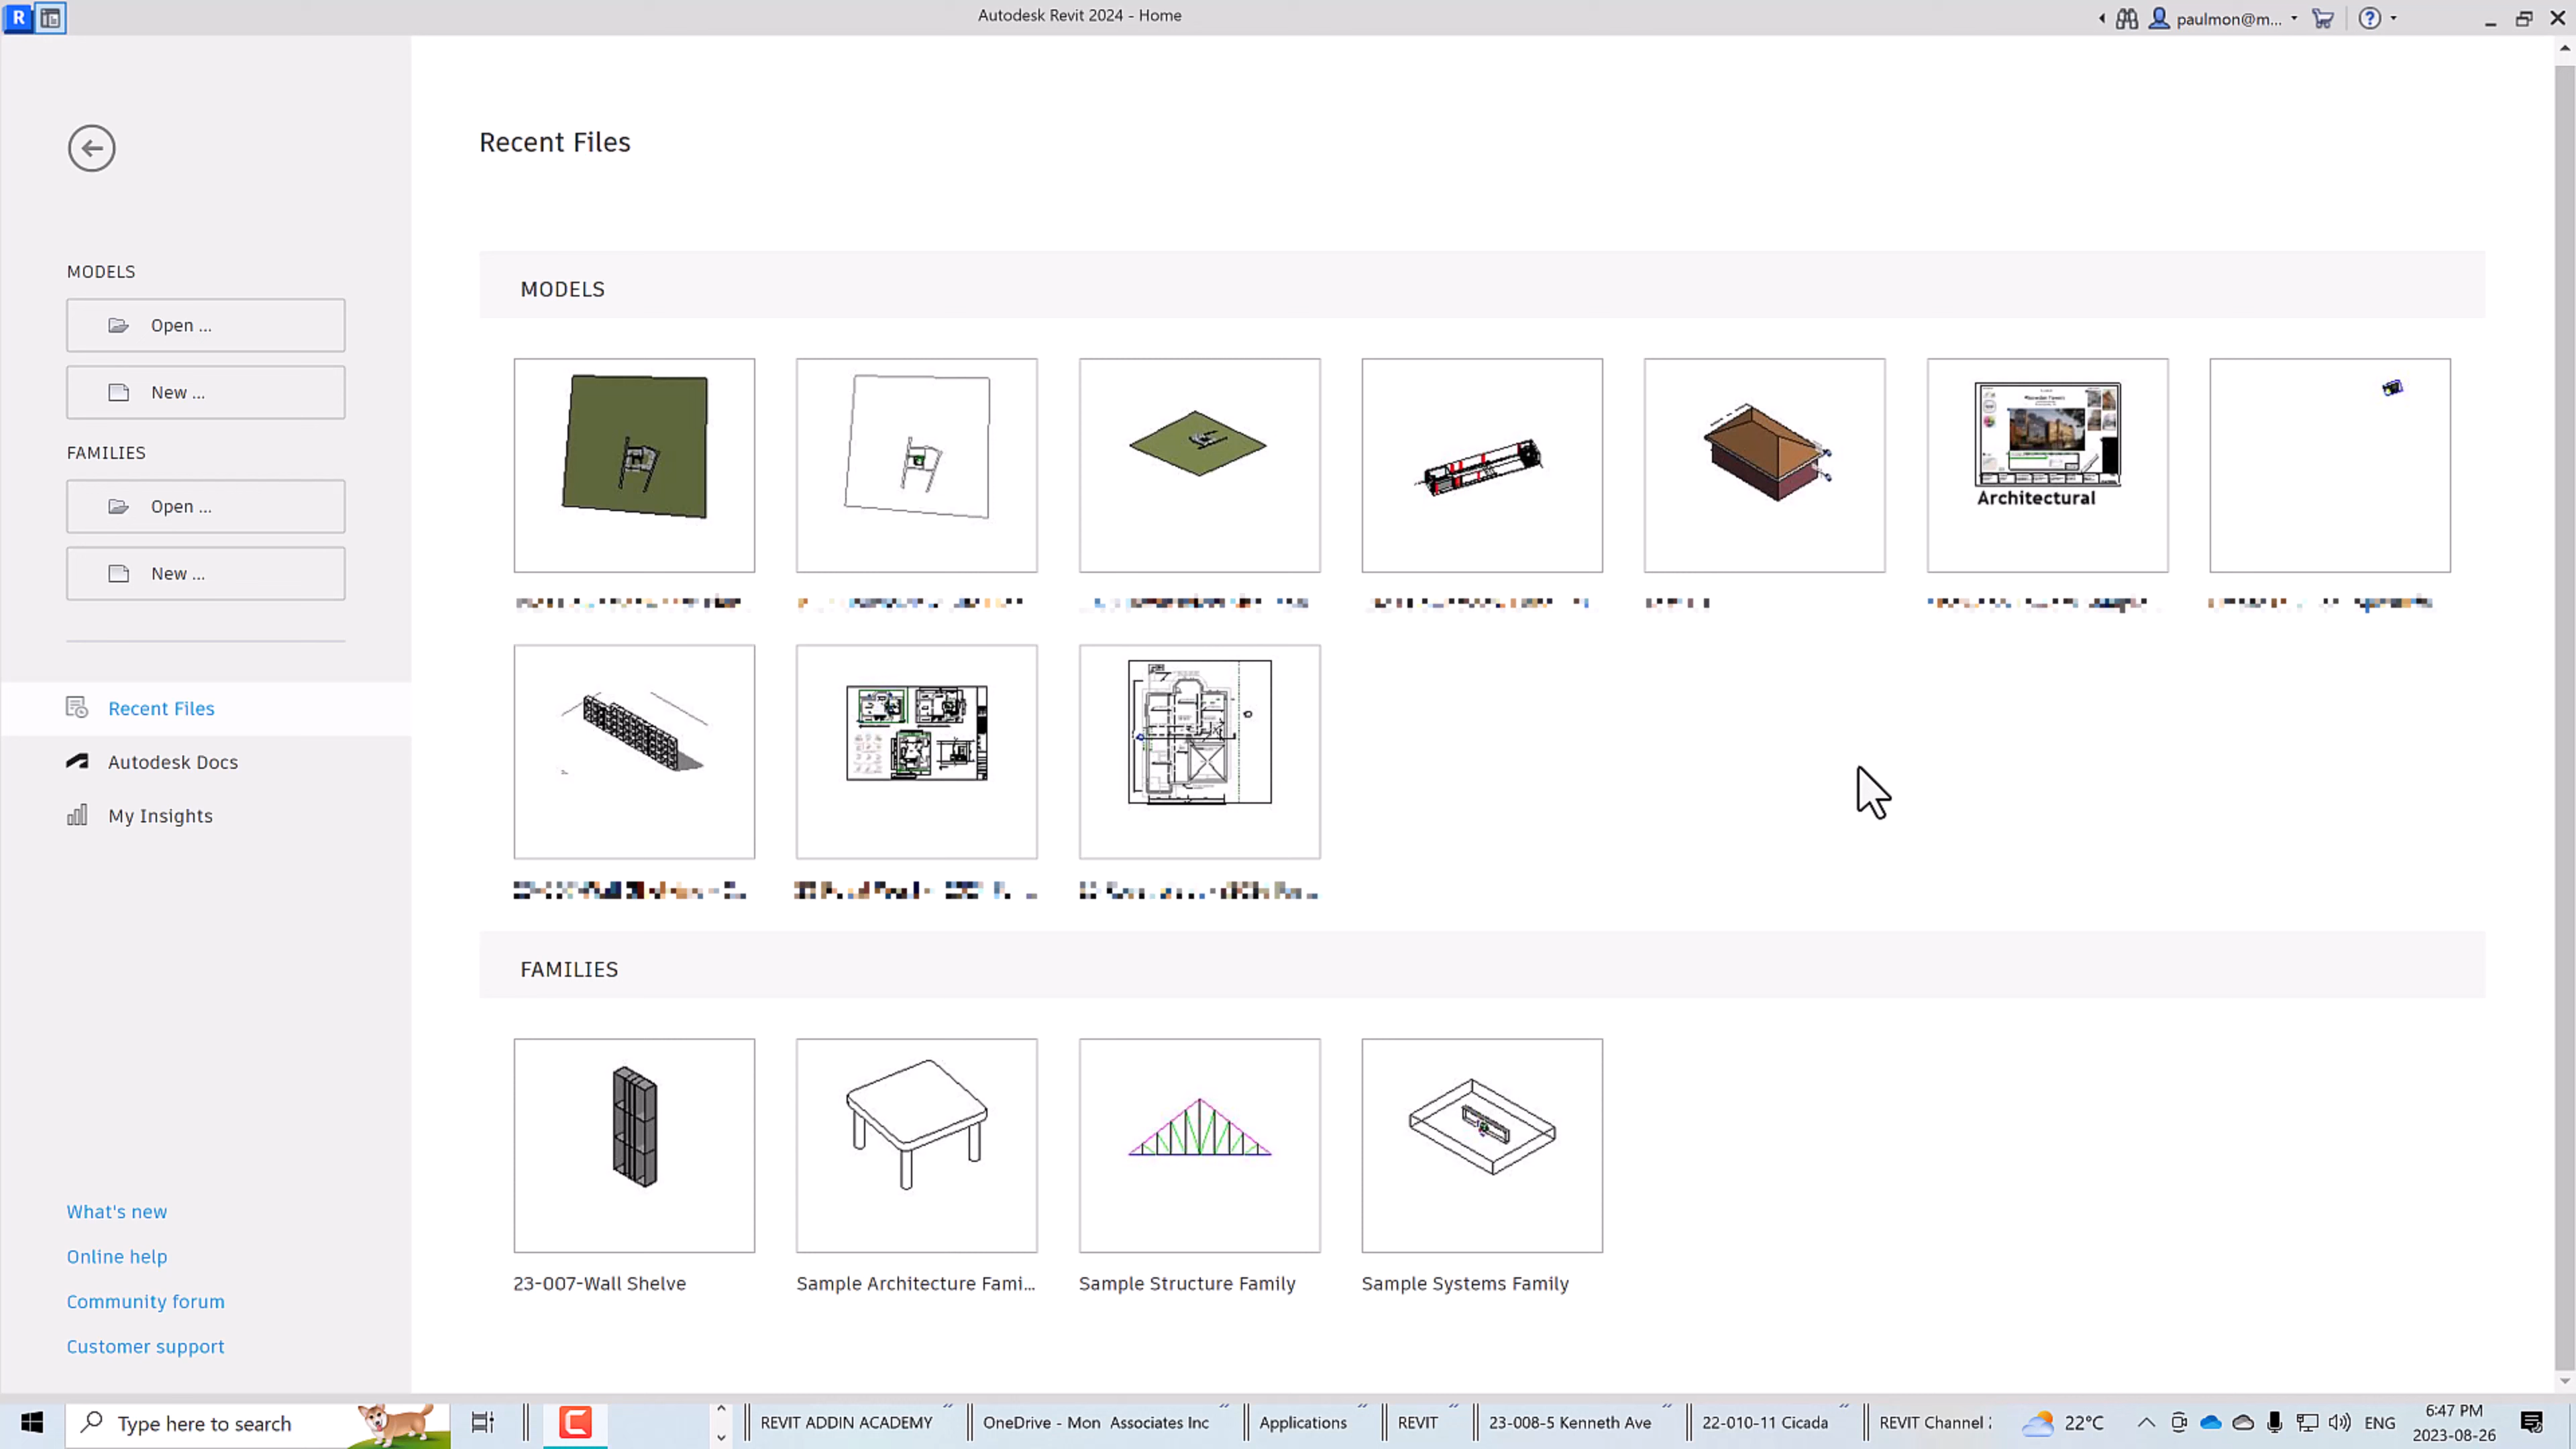 Autodesk Revit 2024 - Home
paulmon@m...
Recent Files
MODELS
Open ...
New ...
FAMILIES
Open ...
New ...
Recent Files
Autodesk Docs
My Insights
What's new
Online help
Community forum
Customer support
MODELS
Architectural
FAMILIES
23-007-Wall Shelve
Sample Architecture Fami...
Sample Structure Family
Sample Systems Family
Type here to search
REVIT ADDIN ACADEMY
OneDrive - Mon Associates Inc
Applications
REVIT
23-008-5 Kenneth Ave
22-010-11 Cicada
REVIT Channel
22°C
ENG
6:47 PM
2023-08-26